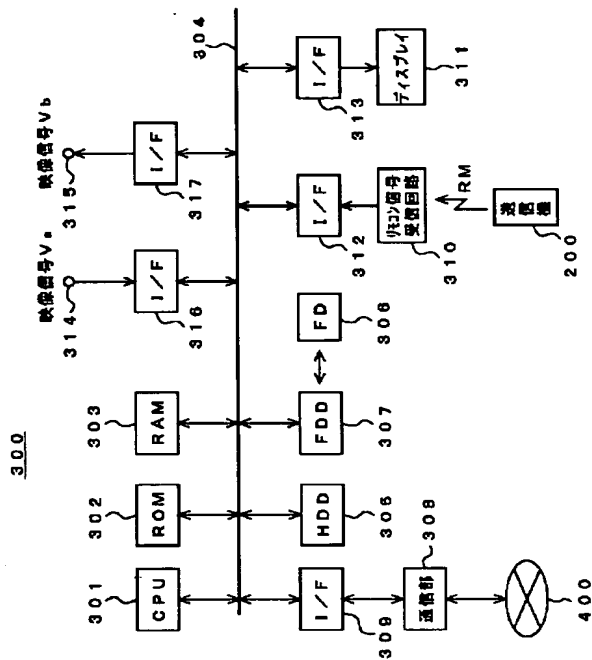 300
映像信号Va
映像信号Vb
314
315
301
302
303
CPU
ROM
RAM
I/F
I/F
316
317
304
I/F
HDD
FDD
FD
306
I/F
I/F
309
305
307
312
313
308
通信部
リモコン信号
受信回路
ディスプレイ
310
311
RM
送信機
400
200